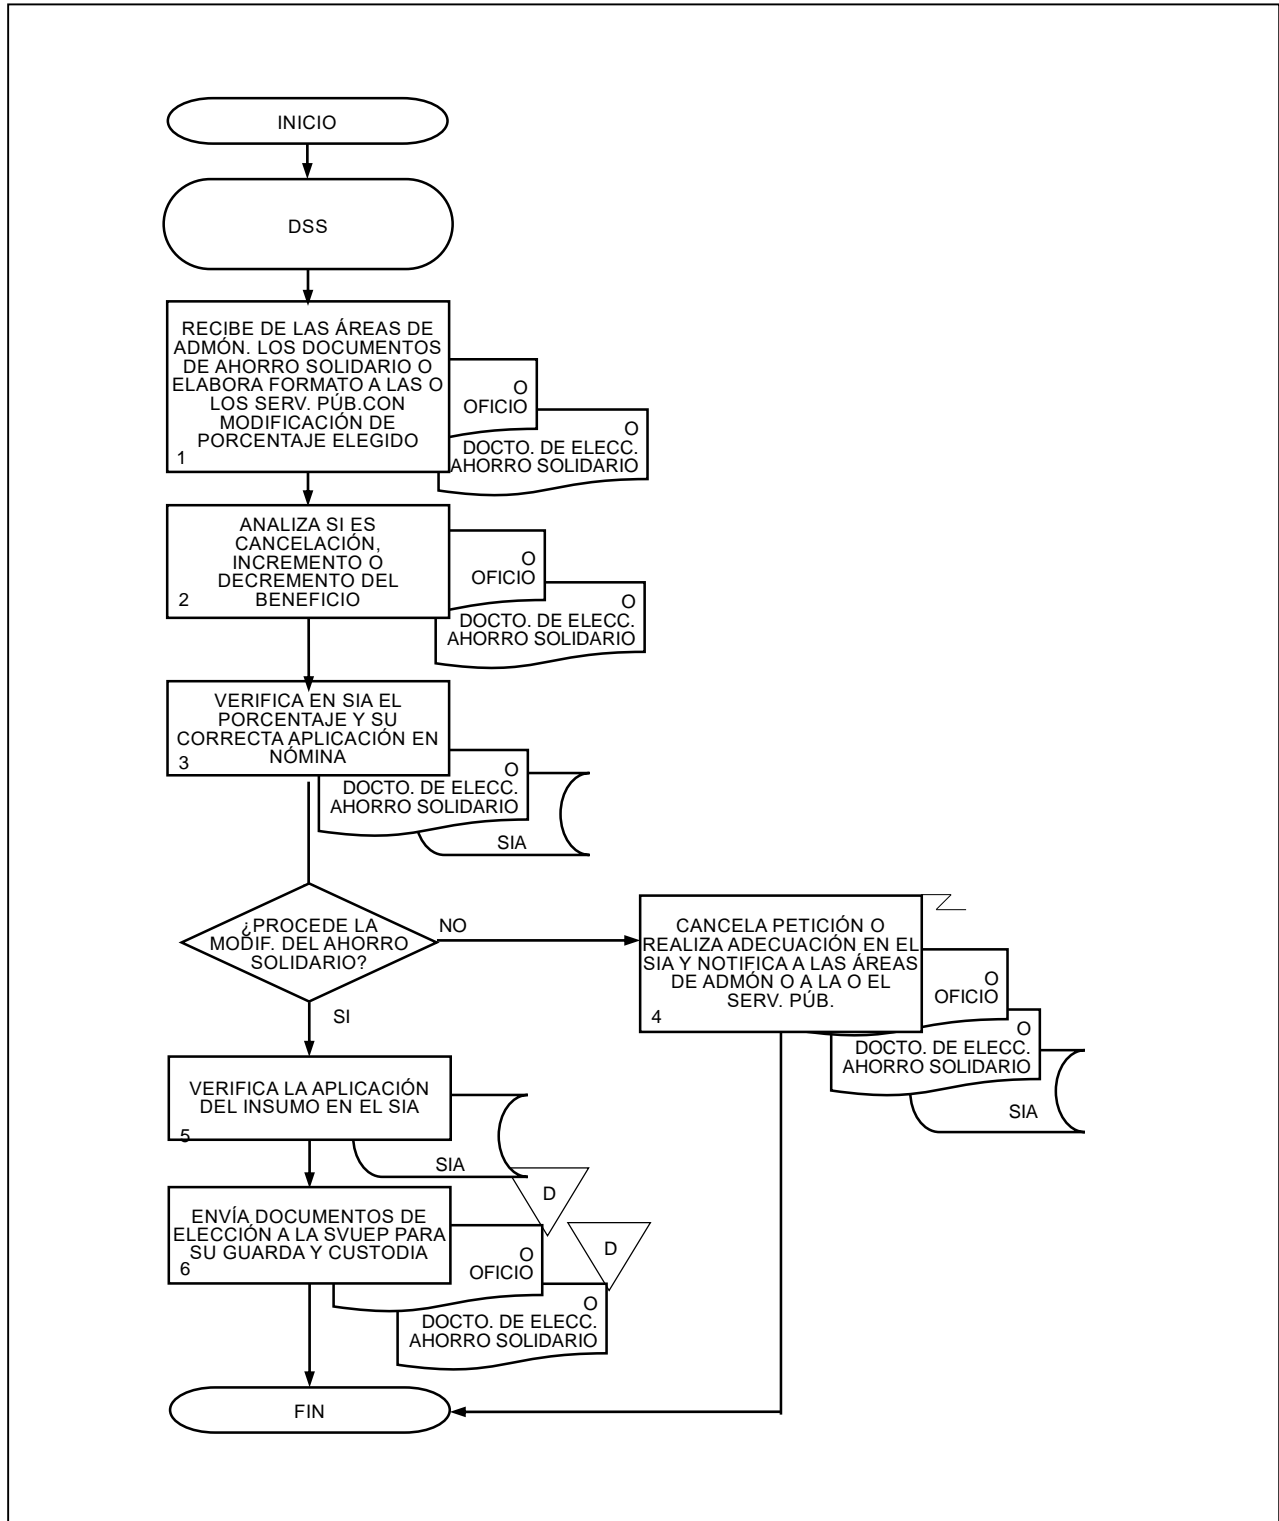 INICIO
DSS
RECIBE DE LAS ÁREAS DE
ADMÓN. LOS DOCUMENTOS
DE AHORRO SOLIDARIO O
ELABORA FORMATO A LAS O
LOS SERV. PÚB.CON
MODIFICACIÓN DE
PORCENTAJE ELEGIDO
1
O
OFICIO
O
DOCTO. DE ELECC.
AHORRO SOLIDARIO
ANALIZA SI ES
CANCELACIÓN,
INCREMENTO O
DECREMENTO DEL
BENEFICIO
2
O
OFICIO
O
DOCTO. DE ELECC.
AHORRO SOLIDARIO
VERIFICA EN SIA EL
PORCENTAJE Y SU
CORRECTA APLICACIÓN EN
NÓMINA
3
O
DOCTO. DE ELECC.
AHORRO SOLIDARIO
SIA
¿PROCEDE LA
MODIF. DEL AHORRO
SOLIDARIO?
NO
CANCELA PETICIÓN O
REALIZA ADECUACIÓN EN EL
SIA Y NOTIFICA A LAS ÁREAS
DE ADMÓN O A LA O EL
SERV. PÚB.
4
O
OFICIO
O
DOCTO. DE ELECC.
AHORRO SOLIDARIO
SIA
SI
VERIFICA LA APLICACIÓN
DEL INSUMO EN EL SIA
5
SIA
ENVÍA DOCUMENTOS DE
ELECCIÓN A LA SVUEP PARA
SU GUARDA Y CUSTODIA
6
D
O
OFICIO
D
O
DOCTO. DE ELECC.
AHORRO SOLIDARIO
FIN